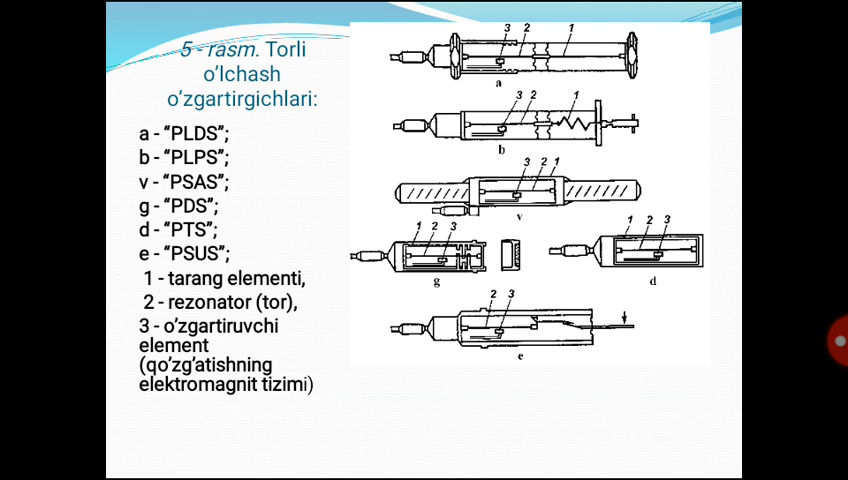 5 - rasm. Torli
o’lchash
o’zgartirgichlari:
a - “PLDS”;
b - “PLPS”;
v - “PSAS”;
g - “PDS”;
d - “PTS”;
e - “PSUS”;
1 - tarang elementi,
2 - rezonator (tor),
3 - o’zgartiruvchi
element
(qo’zg’atishning
elektromagnit tizimi)
3 2 1
a
3 2 1
b
3 2 1
v
1 2 3
g
1 2 3
d
2 3
e